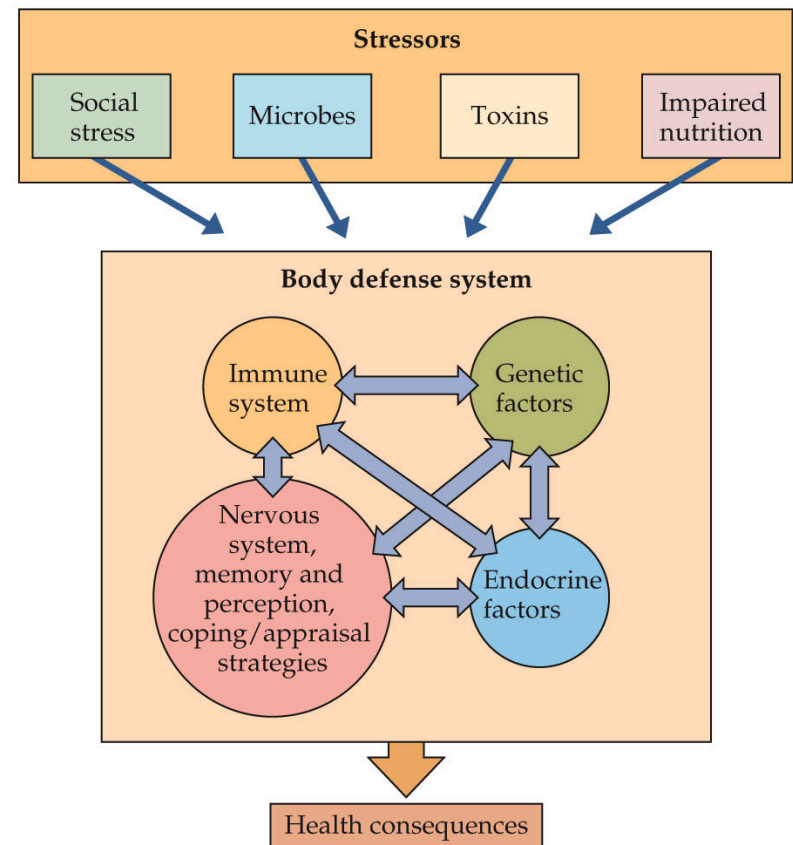 Stressors
Social
stress
Microbes
Toxins
Impaired
nutrition
Body defense system
Immune
system
Genetic
factors
Nervous
system,
memory and
perception,
coping/appraisal
strategies
Endocrine
factors
Health consequences